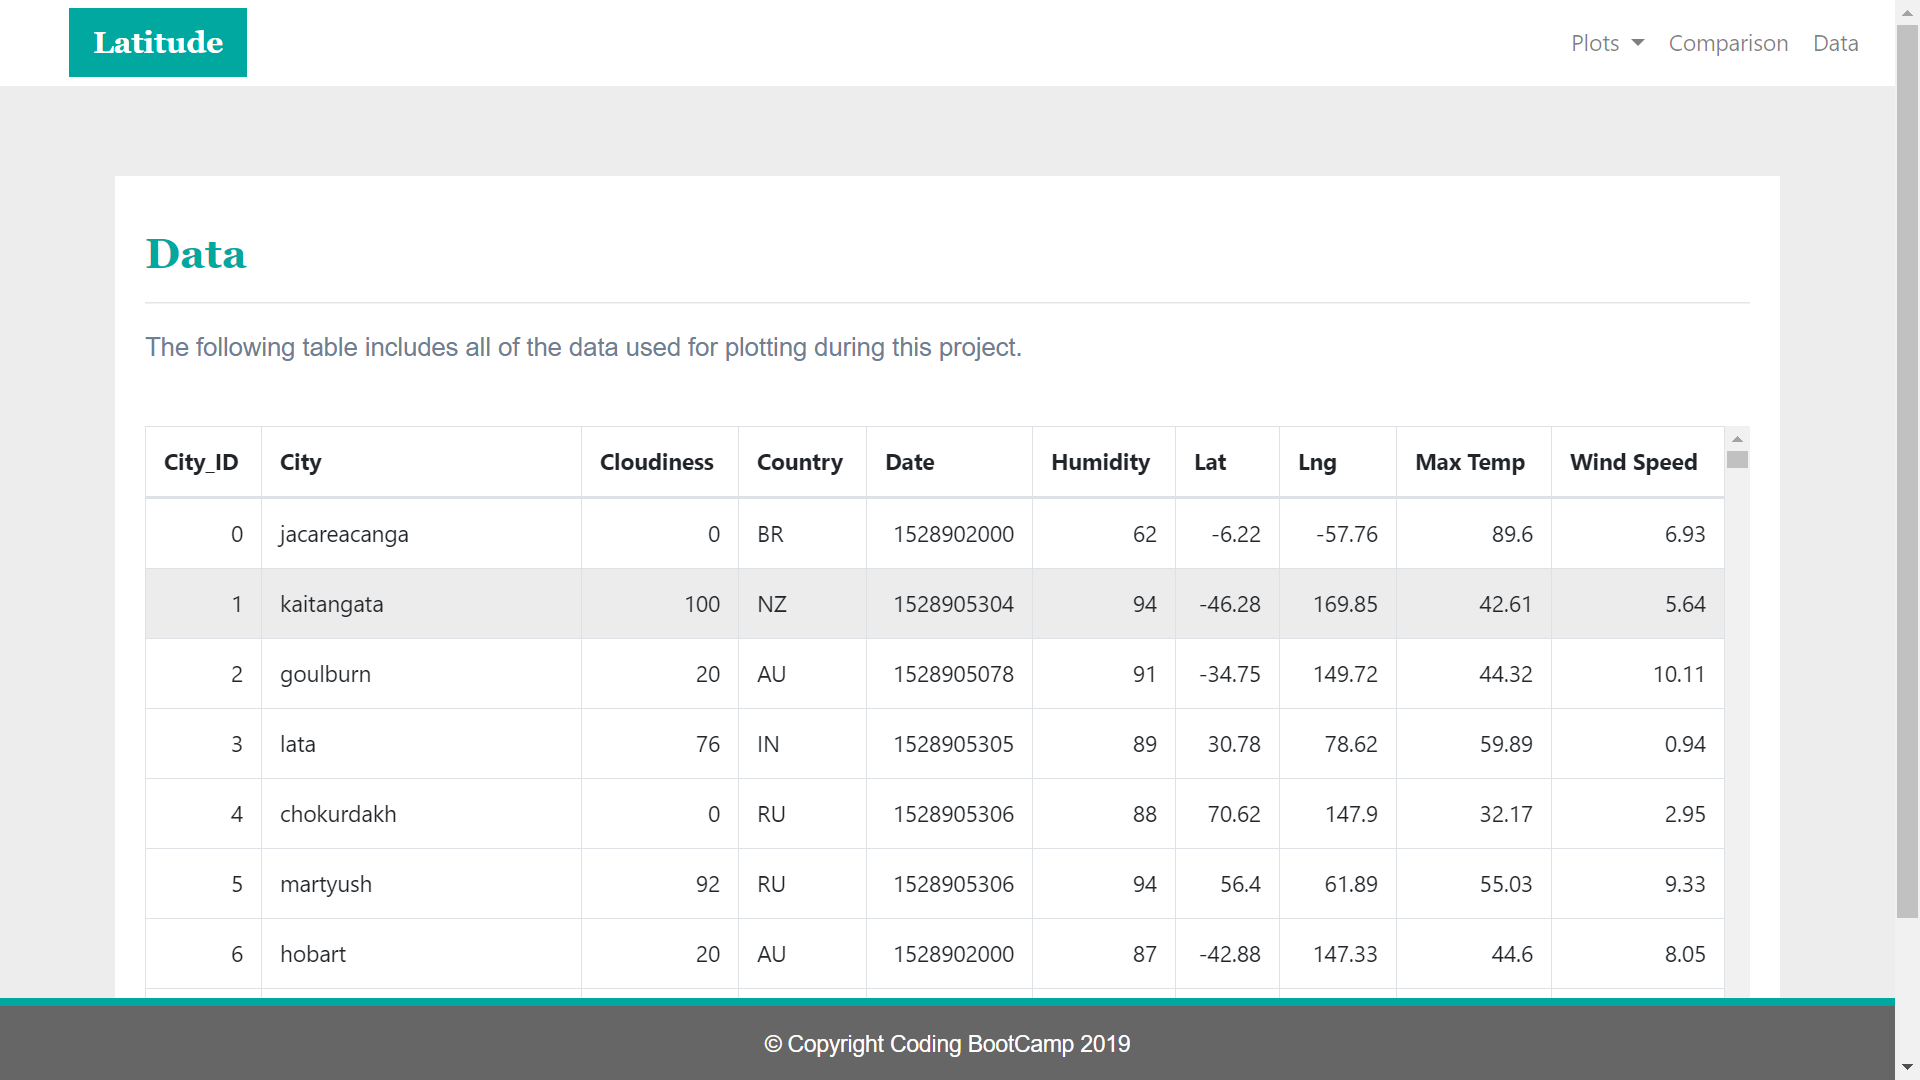 Latitude
Plots Comparison Data
Data
The following table includes all of the data used for plotting during this project.
City_ID City Cloudiness Country Date Humidity Lat Lng Max Temp Wind Speed
0 jacareacanga 0 BR 1528902000 62 -6.22 -57.76 89.6 6.93
1 kaitangata 100 NZ 1528905304 94 -46.28 169.85 42.61 5.64
2 goulburn 20 AU 1528905078 91 -34.75 149.72 44.32 10.11
3 lata 76 IN 1528905305 89 30.78 78.62 59.89 0.94
4 chokurdakh 0 RU 1528905306 88 70.62 147.9 32.17 2.95
5 martyush 92 RU 1528905306 94 56.4 61.89 55.03 9.33
6 hobart 20 AU 1528902000 87 -42.88 147.33 44.6 8.05
© Copyright Coding BootCamp 2019